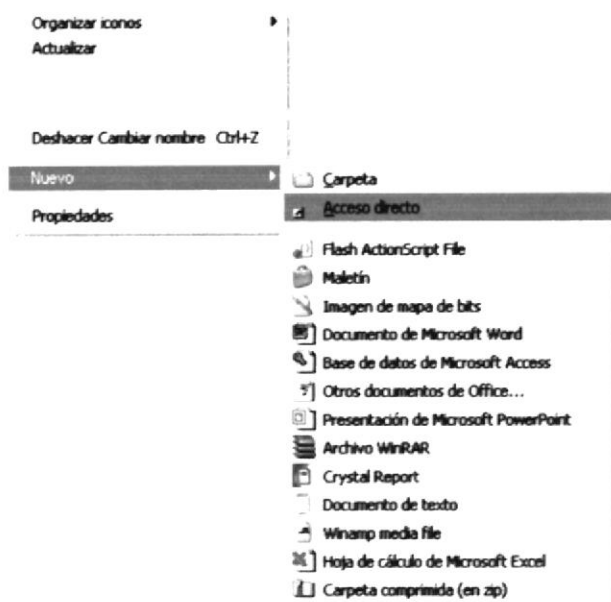 Organizar iconos
Actualizar
Deshacer Cambiar nombre Ctrl+Z
Nuevo
Propiedades
Carpeta
Acceso directo
Flash ActionScript File
Maletín
Imagen de mapa de bits
Documento de Microsoft Word
Base de datos de Microsoft Access
Otros documentos de Office...
Presentación de Microsoft PowerPoint
Archivo WinRAR
Crystal Report
Documento de texto
Winamp media file
Hoja de cálculo de Microsoft Excel
Carpeta comprimida (en zip)